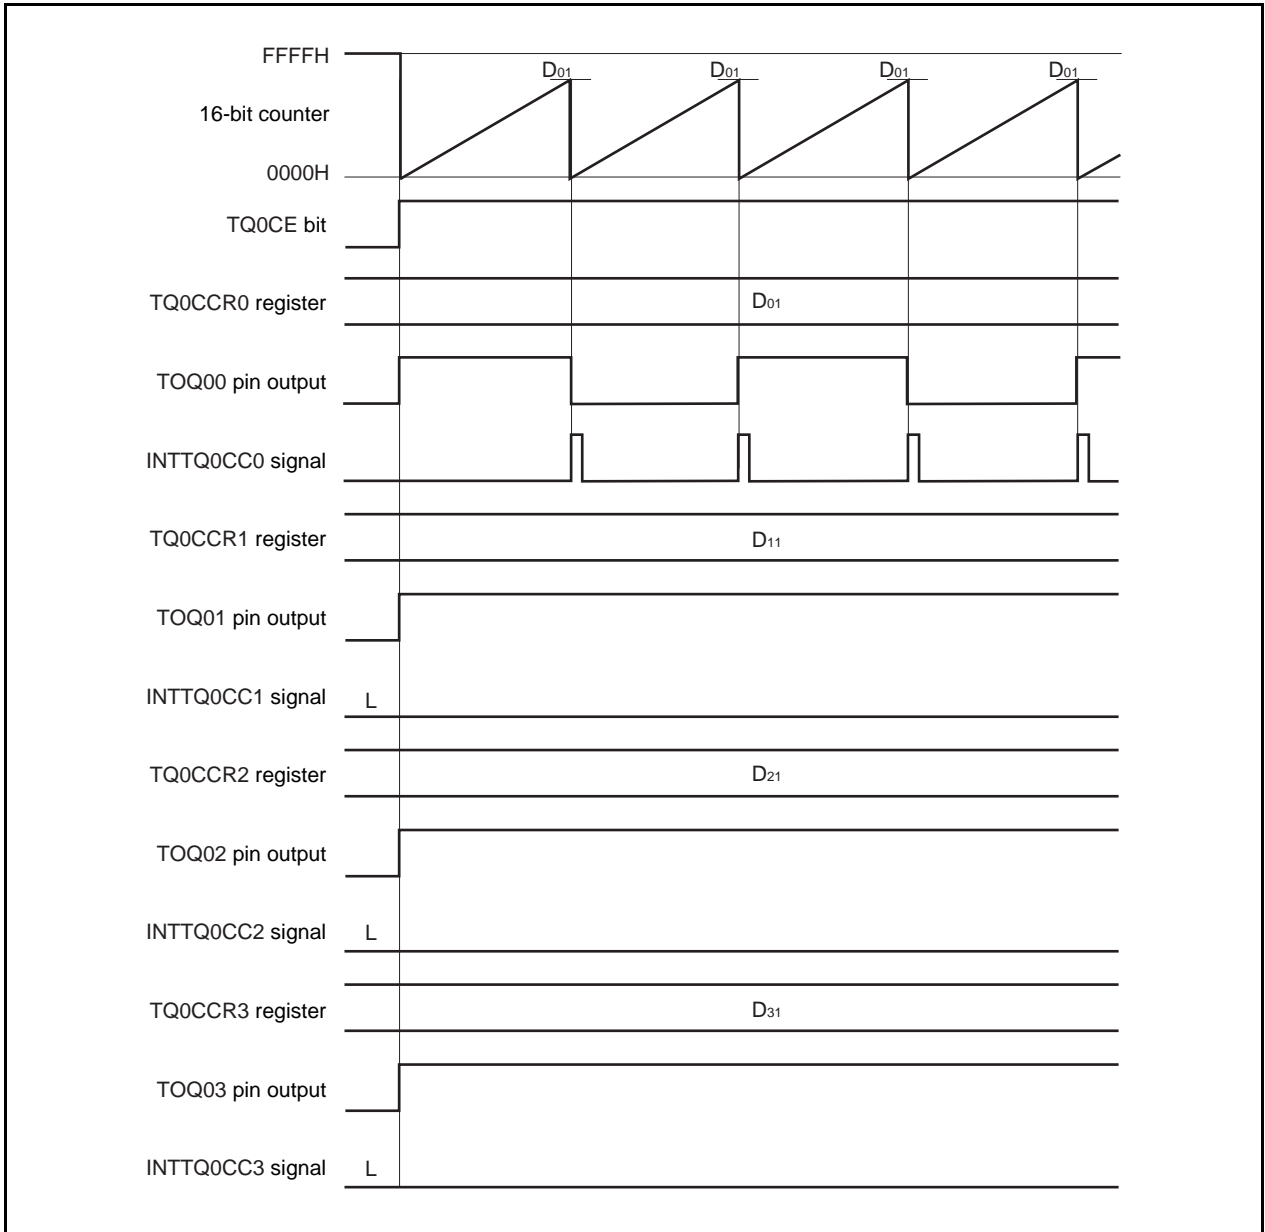 FFFFH
D01 D01 D01 D01
16-bit counter
0000H
TQ0CE bit
TQ0CCR0 register D01
TOQ00 pin output
INTTQ0CC0 signal
TQ0CCR1 register D11
TOQ01 pin output
INTTQ0CC1 signal L
TQ0CCR2 register D21
TOQ02 pin output
INTTQ0CC2 signal L
TQ0CCR3 register D31
TOQ03 pin output
INTTQ0CC3 signal L